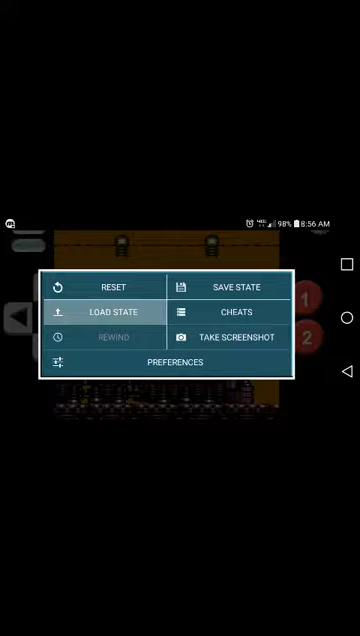 98% 8:56 AM
RESET
SAVE STATE
LOAD STATE
CHEATS
REWIND
TAKE SCREENSHOT
PREFERENCES
1
2